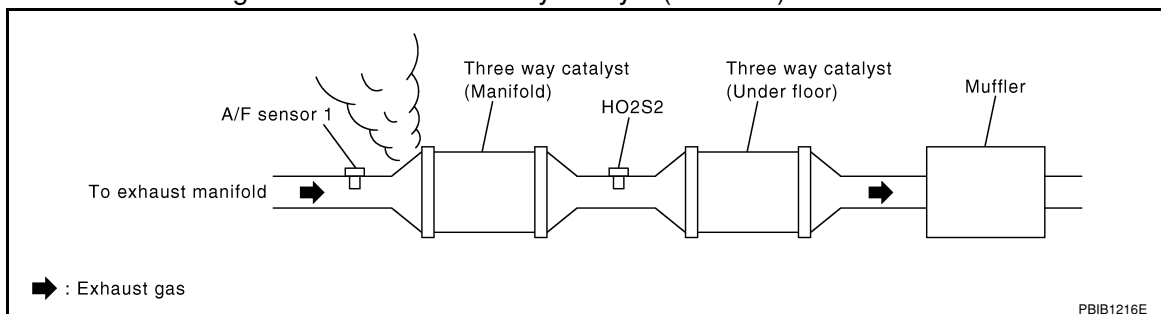 Three way catalyst
(Manifold)
Three way catalyst
(Under floor)
Muffler
A/F sensor 1
HO2S2
To exhaust manifold
: Exhaust gas
PBIB1216E